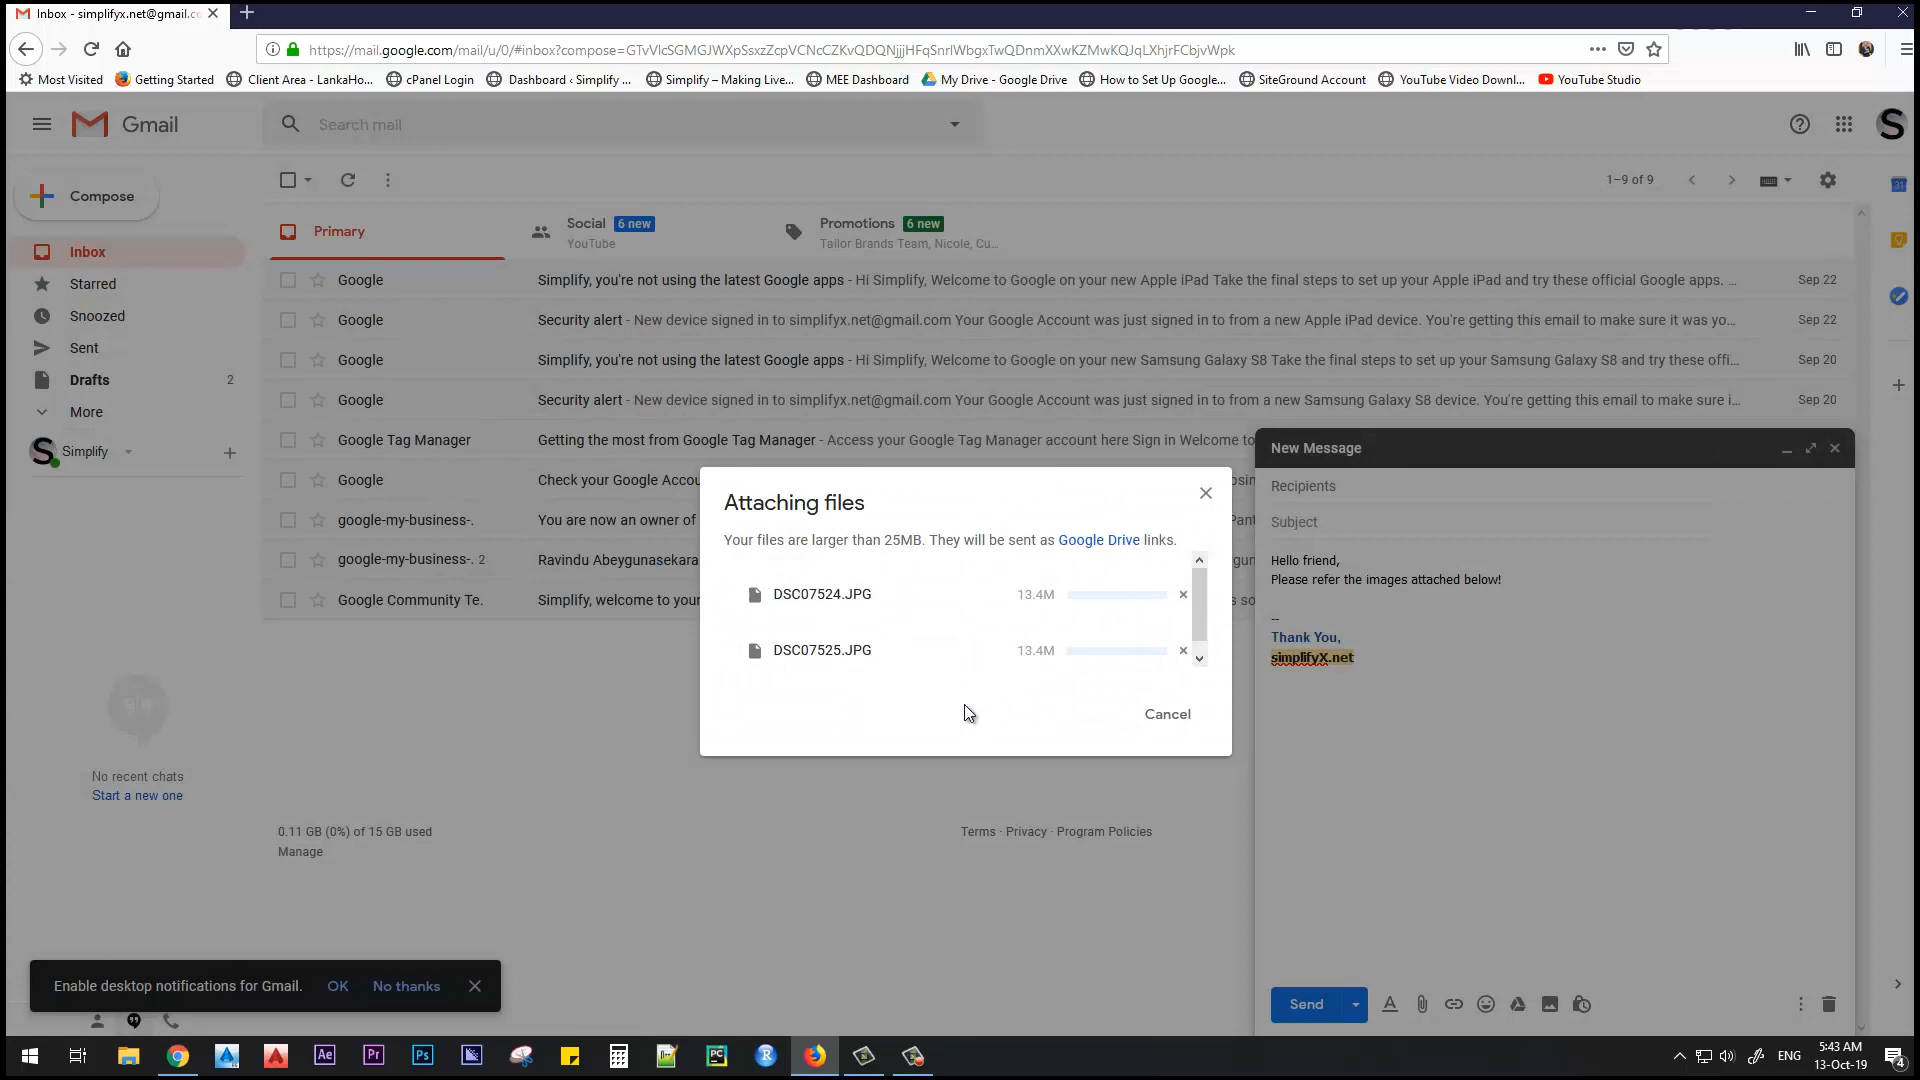 Inbox - simplifyx.net@gmail.co
https://mail.google.com/mail/u/0/#inbox?compose=GTvVlcSGMGJWXpSsxzZcpVCNcCZKvQDQNjjjHFqSnrlWbgxTwQDnmXXwKZMwKQJqLXhjrFCbjvWpk
Most Visited Getting Started Client Area - LankaHo... cPanel Login Dashboard ‹ Simplify ... Simplify – Making Live... MEE Dashboard My Drive - Google Drive How to Set Up Google... SiteGround Account YouTube Video Downl... YouTube Studio
Gmail
Search mail
S
Compose
1–9 of 9
31
Primary
Social 6 new
YouTube
Promotions 6 new
Tailor Brands Team, Nicole, Cu...
Inbox
Starred
Snoozed
Sent
Drafts 2
More
S Simplify
Google Simplify, you're not using the latest Google apps - Hi Simplify, Welcome to Google on your new Apple iPad Take the final steps to set up your Apple iPad and try these official Google apps. ... Sep 22
Google Security alert - New device signed in to simplifyx.net@gmail.com Your Google Account was just signed in to from a new Apple iPad device. You're getting this email to make sure it was yo... Sep 22
Google Simplify, you're not using the latest Google apps - Hi Simplify, Welcome to Google on your new Samsung Galaxy S8 Take the final steps to set up your Samsung Galaxy S8 and try these offi... Sep 20
Google Security alert - New device signed in to simplifyx.net@gmail.com Your Google Account was just signed in to from a new Samsung Galaxy S8 device. You're getting this email to make sure i... Sep 20
Google Tag Manager Getting the most from Google Tag Manager - Access your Google Tag Manager account here Sign in Welcome to
Google Check your Google Accou
google-my-business-. You are now an owner of
google-my-business-. 2 Ravindu Abeygunasekara
Google Community Te. Simplify, welcome to your
Attaching files
Your files are larger than 25MB. They will be sent as Google Drive links.
DSC07524.JPG 13.4M
DSC07525.JPG 13.4M
Cancel
New Message
Recipients
Subject
Hello friend,
Please refer the images attached below!
--
Thank You,
simplifyX.net
Send
No recent chats
Start a new one
0.11 GB (0%) of 15 GB used
Manage
Terms · Privacy · Program Policies
Enable desktop notifications for Gmail. OK No thanks
Ae Pr Ps PC R
ENG
5:43 AM
13-Oct-19
4